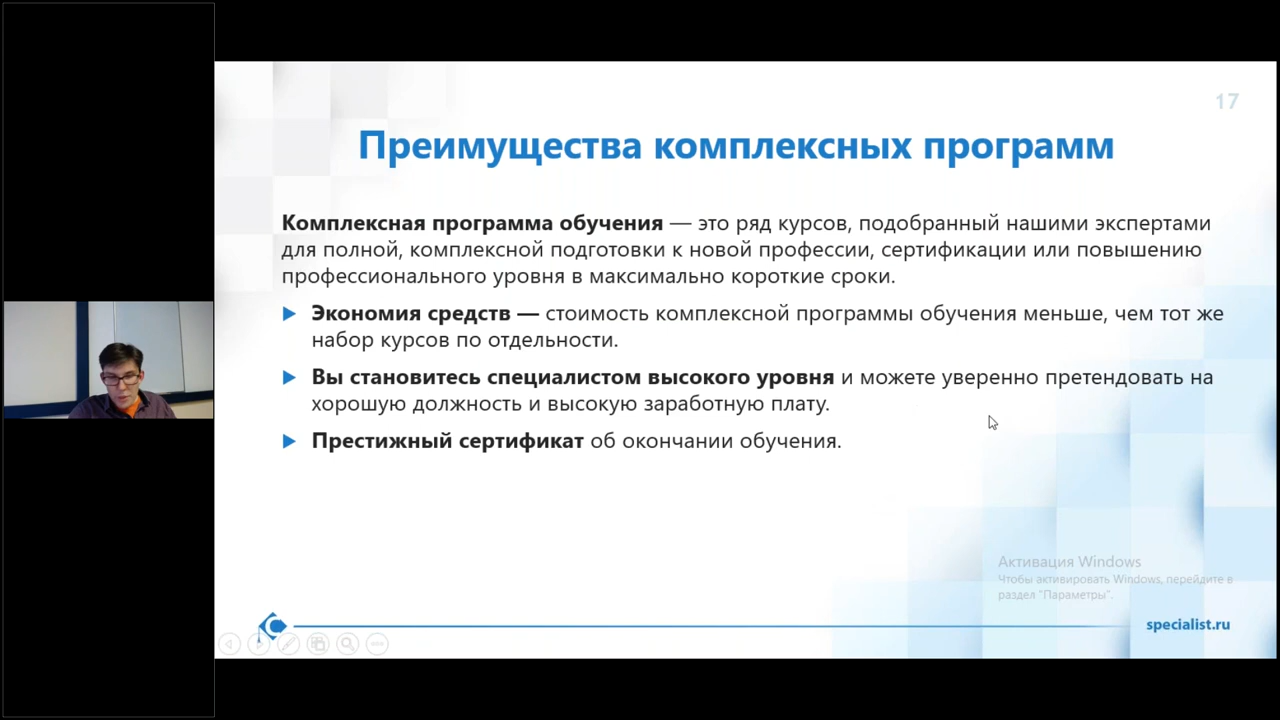 17
Преимущества комплексных программ
Комплексная программа обучения — это ряд курсов, подобранный нашими экспертами
для полной, комплексной подготовки к новой профессии, сертификации или повышению
профессионального уровня в максимально короткие сроки.
Экономия средств — стоимость комплексной программы обучения меньше, чем тот же
набор курсов по отдельности.
Вы становитесь специалистом высокого уровня и можете уверенно претендовать на
хорошую должность и высокую заработную плату.
Престижный сертификат об окончании обучения.
Активация Windows
Чтобы активировать Windows, перейдите в
раздел "Параметры".
specialist.ru